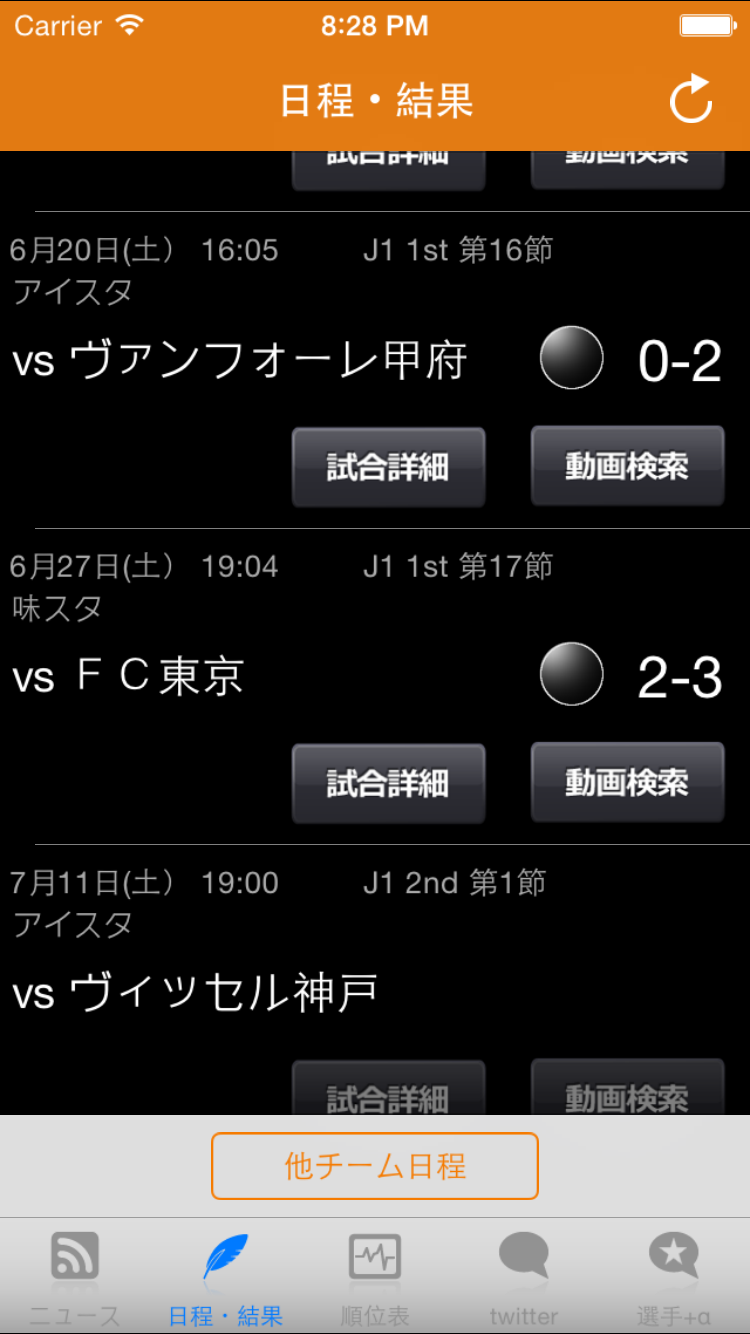 Carrier 8:28 PM
日程・結果
試合詳細 動画検索
6月20日(土） 16:05 J1 1st 第16節
アイスタ
vs ヴァンフォーレ甲府 0-2
試合詳細 動画検索
6月27日(土） 19:04 J1 1st 第17節
味スタ
vs ＦＣ東京 2-3
試合詳細 動画検索
7月11日(土） 19:00 J1 2nd 第1節
アイスタ
vs ヴィッセル神戸
試合詳細 動画検索
他チーム日程
ニュース 日程・結果 順位表 twitter 選手+α